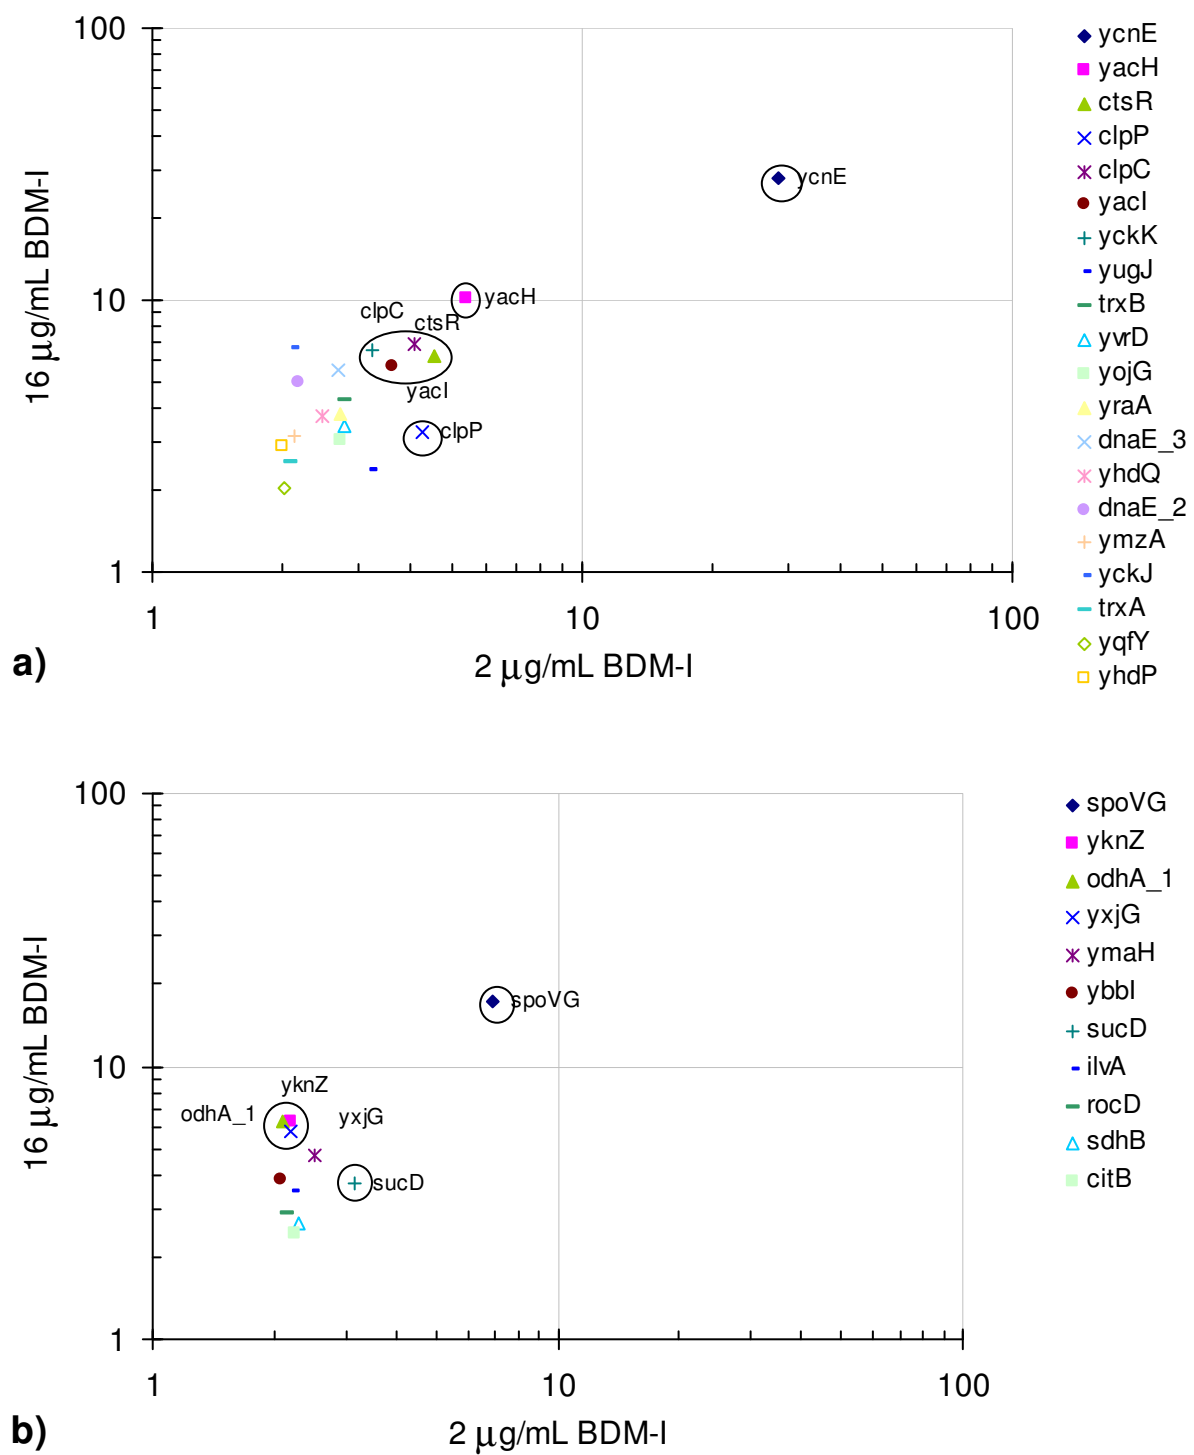 100
10
1
1
10
100
16 µg/mL BDM-I
2 µg/mL BDM-I
a)
ycnE
yacH
clpC
ctsR
yacI
clpP
ycnE
yacH
ctsR
clpP
clpC
yacI
yckK
yugJ
trxB
yvrD
yojG
yraA
dnaE_3
yhdQ
dnaE_2
ymzA
yckJ
trxA
yqfY
yhdP
100
10
1
1
10
100
16 µg/mL BDM-I
2 µg/mL BDM-I
b)
spoVG
yknZ
odhA_1
yxjG
sucD
spoVG
yknZ
odhA_1
yxjG
ymaH
ybbI
sucD
ilvA
rocD
sdhB
citB